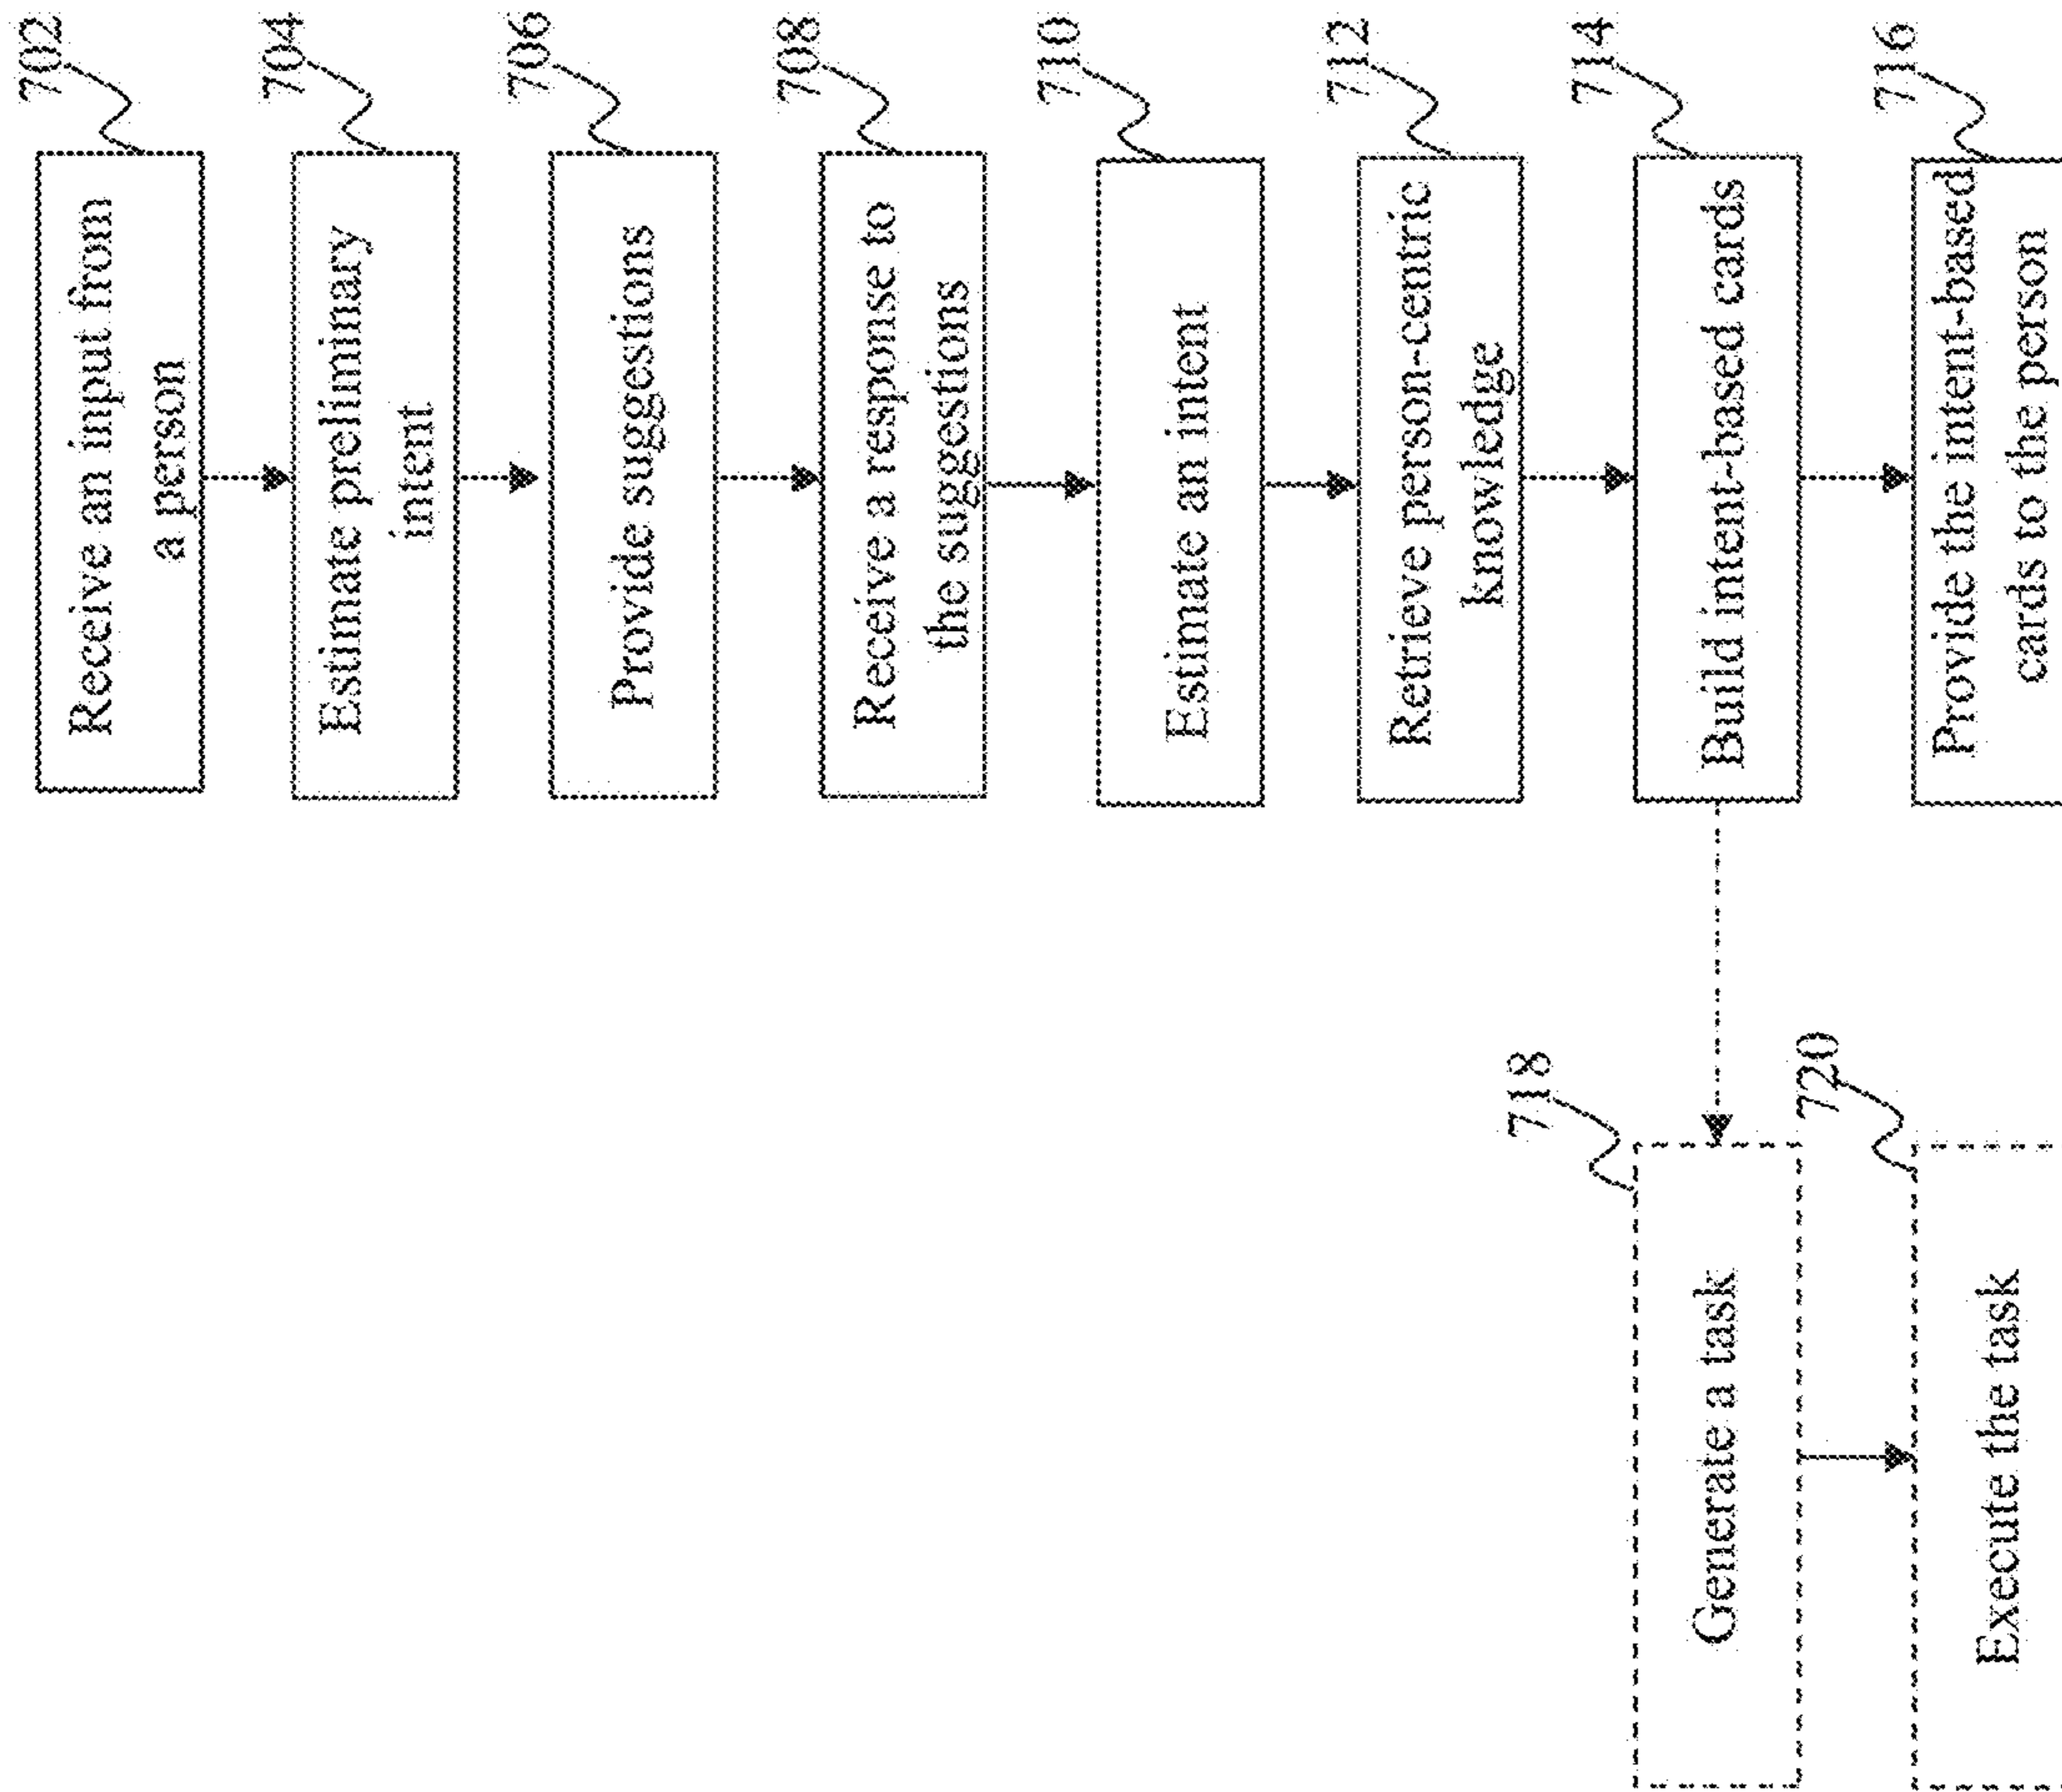 702
Receive an input from
a person
704
Estimate preliminary
intent
706
Provide suggestions
708
Receive a response to
the suggestions
710
Estimate an intent
712
Retrieve person-centric
knowledge
714
Build intent-based cards
716
Provide the intent-based
cards to the person
718
Generate a task
720
Execute the task